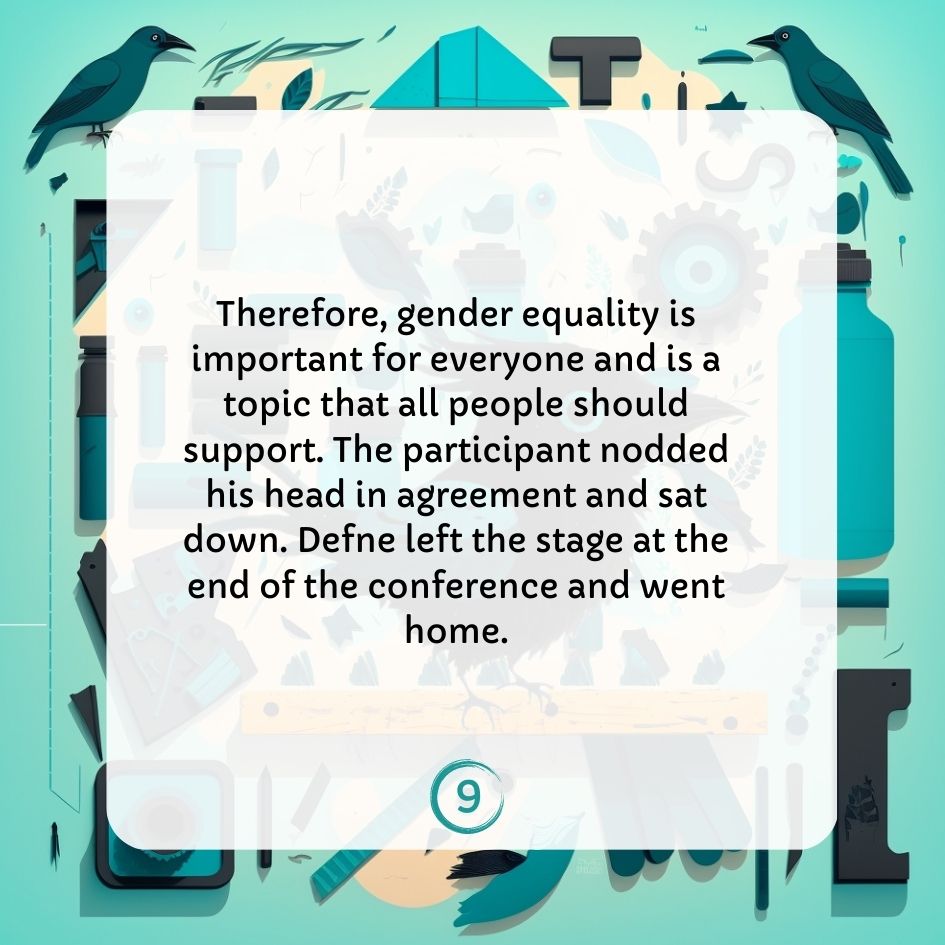 Therefore, gender equality is
important for everyone and is a
topic that all people should
support. The participant nodded
his head in agreement and sat
down. Defne left the stage at the
end of the conference and went
home.
9